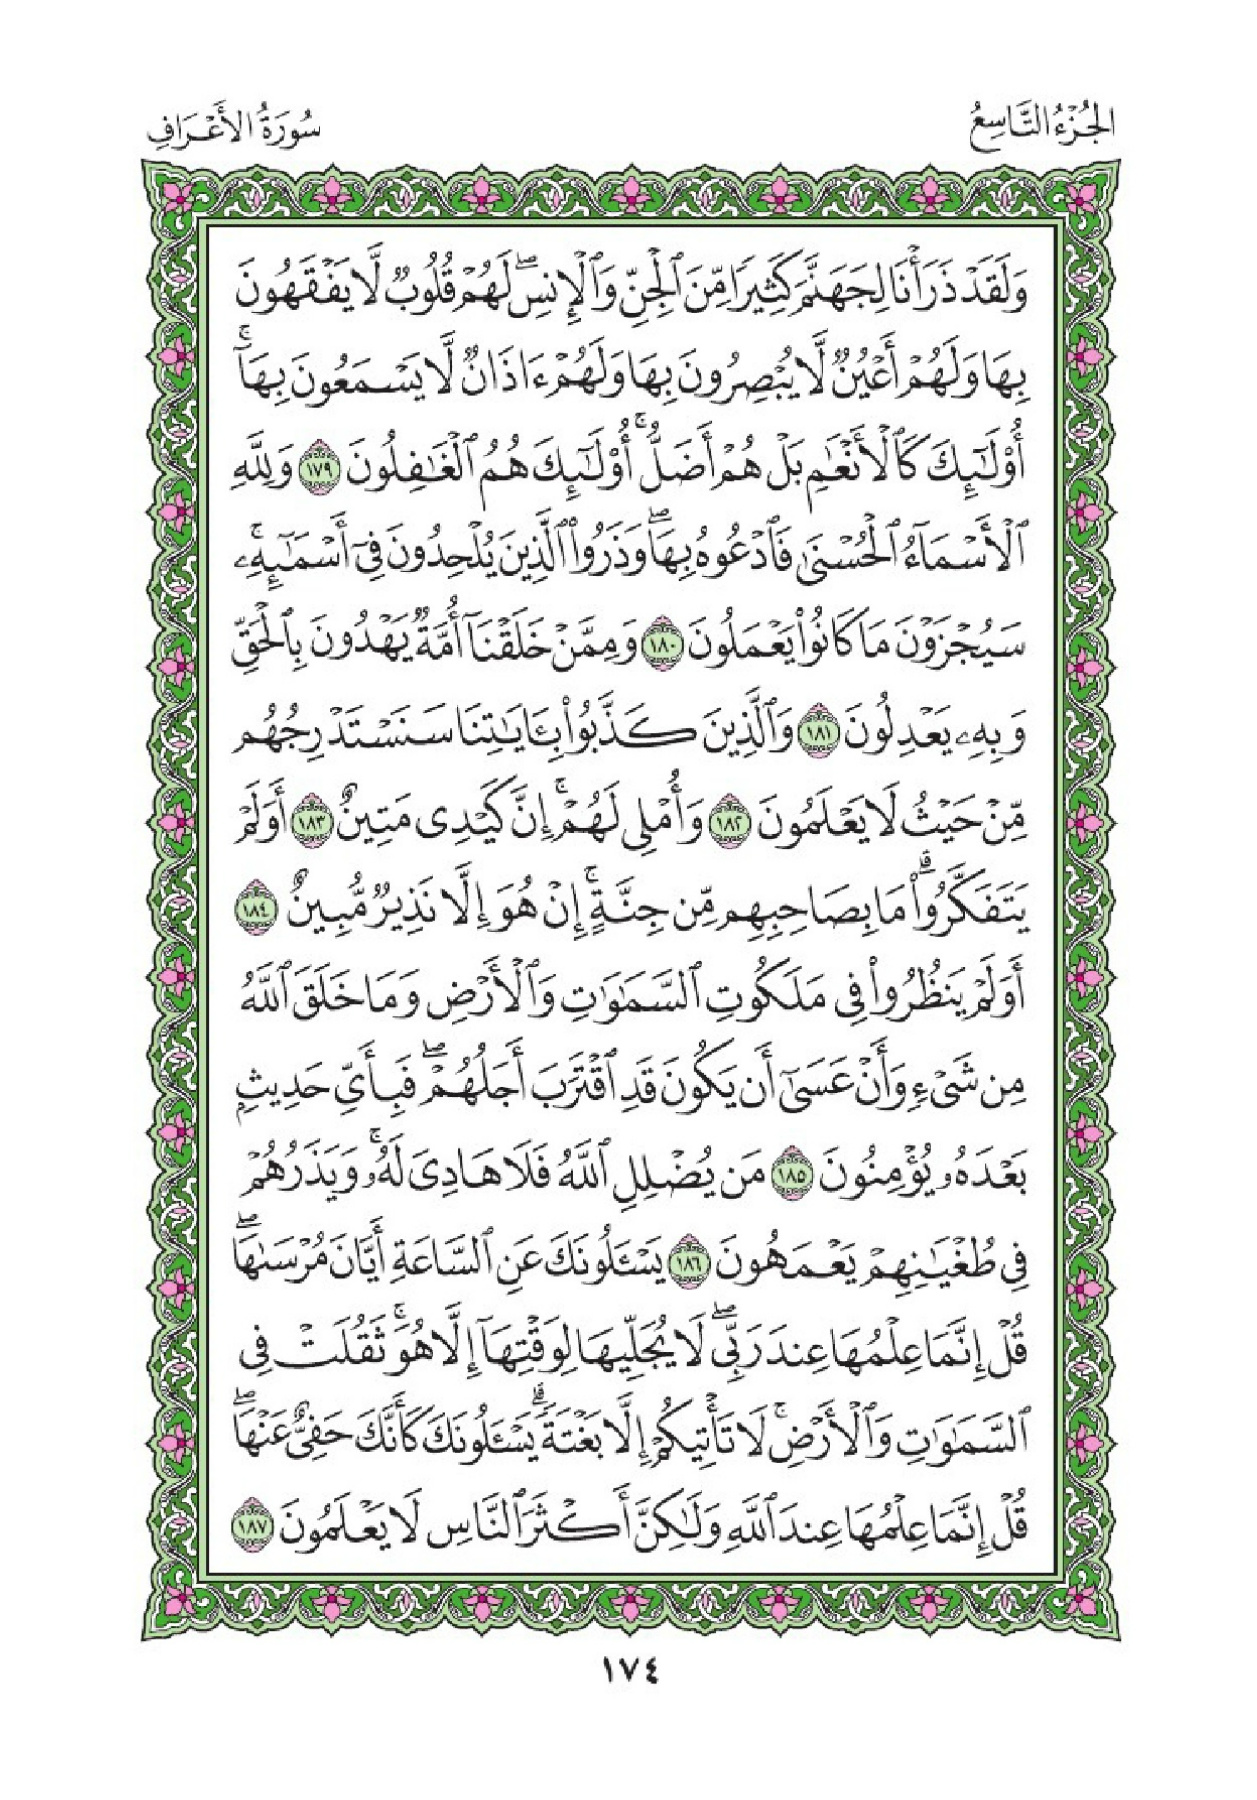 الجُزْءُ التَّاسِعُ
سُورَةُ الأَعْرَافِ
وَلَقَدْ ذَرَأْنَا لِجَهَنَّمَ كَثِيرًا مِّنَ ٱلْجِنِّ وَٱلْإِنسِ ۖ لَهُمْ قُلُوبٌ لَّا يَفْقَهُونَ
بِهَا وَلَهُمْ أَعْيُنٌ لَّا يُبْصِرُونَ بِهَا وَلَهُمْ ءَاذَانٌ لَّا يَسْمَعُونَ بِهَآ ۚ
أُو۟لَـٰٓئِكَ كَٱلْأَنْعَـٰمِ بَلْ هُمْ أَضَلُّ ۚ أُو۟لَـٰٓئِكَ هُمُ ٱلْغَـٰفِلُونَ ١٧٩ وَلِلَّهِ
ٱلْأَسْمَآءُ ٱلْحُسْنَىٰ فَٱدْعُوهُ بِهَا ۖ وَذَرُوا۟ ٱلَّذِينَ يُلْحِدُونَ فِىٓ أَسْمَـٰٓئِهِۦ ۚ
سَيُجْزَوْنَ مَا كَانُوا۟ يَعْمَلُونَ ١٨٠ وَمِمَّنْ خَلَقْنَآ أُمَّةٌ يَهْدُونَ بِٱلْحَقِّ
وَبِهِۦ يَعْدِلُونَ ١٨١ وَٱلَّذِينَ كَذَّبُوا۟ بِـَٔايَـٰتِنَا سَنَسْتَدْرِجُهُم
مِّنْ حَيْثُ لَا يَعْلَمُونَ ١٨٢ وَأُمْلِى لَهُمْ ۚ إِنَّ كَيْدِى مَتِينٌ ١٨٣ أَوَلَمْ
يَتَفَكَّرُوا۟ ۗ مَا بِصَاحِبِهِم مِّن جِنَّةٍ ۚ إِنْ هُوَ إِلَّا نَذِيرٌ مُّبِينٌ ١٨٤
أَوَلَمْ يَنظُرُوا۟ فِى مَلَكُوتِ ٱلسَّمَـٰوَٰتِ وَٱلْأَرْضِ وَمَا خَلَقَ ٱللَّهُ
مِن شَىْءٍ وَأَنْ عَسَىٰٓ أَن يَكُونَ قَدِ ٱقْتَرَبَ أَجَلُهُمْ ۖ فَبِأَىِّ حَدِيثٍۭ
بَعْدَهُۥ يُؤْمِنُونَ ١٨٥ مَن يُضْلِلِ ٱللَّهُ فَلَا هَادِىَ لَهُۥ ۚ وَيَذَرُهُمْ
فِى طُغْيَـٰنِهِمْ يَعْمَهُونَ ١٨٦ يَسْـَٔلُونَكَ عَنِ ٱلسَّاعَةِ أَيَّانَ مُرْسَىٰهَا ۖ
قُلْ إِنَّمَا عِلْمُهَا عِندَ رَبِّى ۖ لَا يُجَلِّيهَا لِوَقْتِهَآ إِلَّا هُوَ ۚ ثَقُلَتْ فِى
ٱلسَّمَـٰوَٰتِ وَٱلْأَرْضِ ۚ لَا تَأْتِيكُمْ إِلَّا بَغْتَةً ۗ يَسْـَٔلُونَكَ كَأَنَّكَ حَفِىٌّ عَنْهَا ۖ
قُلْ إِنَّمَا عِلْمُهَا عِندَ ٱللَّهِ وَلَـٰكِنَّ أَكْثَرَ ٱلنَّاسِ لَا يَعْلَمُونَ ١٨٧
١٧٤